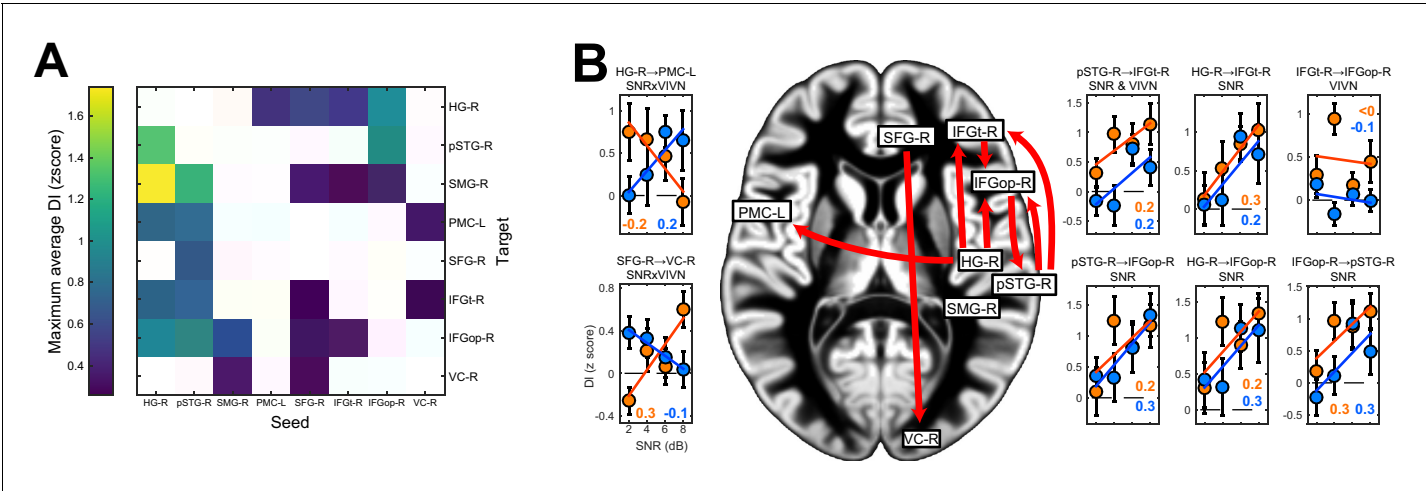 A
Maximum average DI (zscore)
1.6
1.4
1.2
1
0.8
0.6
0.4
HG-R
pSTG-R
SMG-R
PMC-L
SFG-R
IFGt-R
IFGop-R
VC-R
Target
HG-R
pSTG-R
SMG-R
PMC-L
SFG-R
IFGt-R
IFGop-R
VC-R
Seed
B
HG-R→PMC-L
SNRxVIVN
1
0.5
0
-0.2 0.2
SFG-R→VC-R
SNRxVIVN
0.8
0.4
0
-0.4
DI (z score)
0.3 -0.1
2 4 6 8
SNR (dB)
SFG-R
IFGt-R
IFGop-R
PMC-L
HG-R
pSTG-R
SMG-R
VC-R
pSTG-R→IFGt-R
SNR & VIVN
1.5
1
0.5
0
-0.5
0.2
0.2
HG-R→IFGt-R
SNR
1
0.5
0
0.3
0.2
IFGt-R→IFGop-R
VIVN
1
0.5
0
<0
-0.1
pSTG-R→IFGop-R
SNR
1.5
1
0.5
0
0.2
0.3
HG-R→IFGop-R
SNR
1.5
1
0.5
0
0.2
0.3
IFGop-R→pSTG-R
SNR
1.5
1
0.5
0
-0.5
0.3 0.3